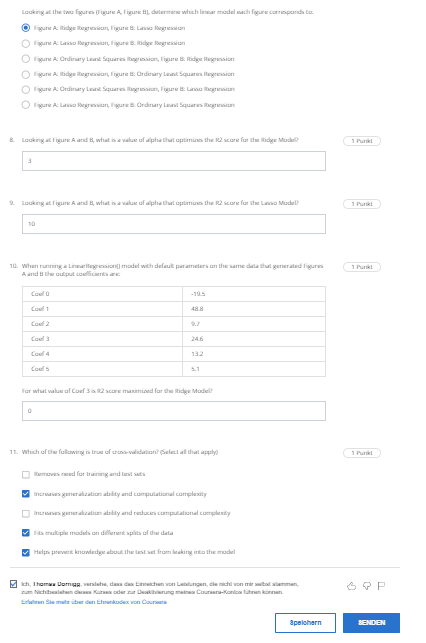 Looking at the two figures (Figure A, Figure B), determine which linear model each figure corresponds to:
Figure A: Ridge Regression, Figure B: Lasso Regression
Figure A: Lasso Regression, Figure B: Ridge Regression
Figure A: Ordinary Least Squares Regression, Figure B: Ridge Regression
Figure A: Ridge Regression, Figure B: Ordinary Least Squares Regression
Figure A: Ordinary Least Squares Regression, Figure B: Lasso Regression
Figure A: Lasso Regression, Figure B: Ordinary Least Squares Regression
8. Looking at Figure A and B, what is a value of alpha that optimizes the R2 score for the Ridge Model? 1 Punkt
3
9. Looking at Figure A and B, what is a value of alpha that optimizes the R2 score for the Lasso Model? 1 Punkt
10
10. When running a LinearRegression() model with default parameters on the same data that generated Figures 1 Punkt
A and B the output coefficients are:
Coef 0 -19.5
Coef 1 48.8
Coef 2 9.7
Coef 3 24.6
Coef 4 13.2
Coef 5 5.1
For what value of Coef 3 is R2 score maximized for the Ridge Model?
0
11. Which of the following is true of cross-validation? (Select all that apply) 1 Punkt
Removes need for training and test sets
Increases generalization ability and computational complexity
Increases generalization ability and reduces computational complexity
Fits multiple models on different splits of the data
Helps prevent knowledge about the test set from leaking into the model
Ich, Thomas Dornigg, verstehe, dass das Einreichen von Leistungen, die nicht von mir selbst stammen,
zum Nichtbestehen dieses Kurses oder zur Deaktivierung meines Coursera-Kontos führen können.
Erfahren Sie mehr über den Ehrenkodex von Coursera
Speichern SENDEN